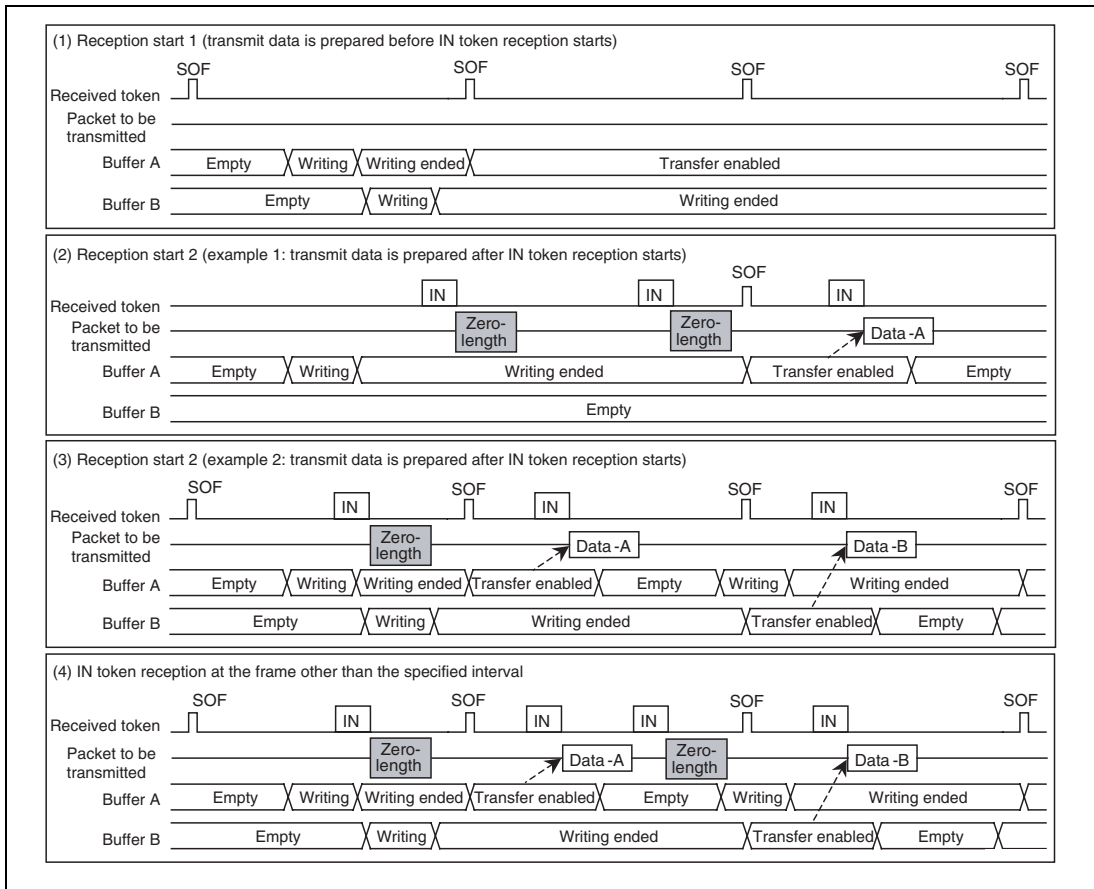 (1) Reception start 1 (transmit data is prepared before IN token reception starts)
SOF SOF SOF SOF
Received token
Packet to be
transmitted
Buffer A Empty Writing Writing ended Transfer enabled
Buffer B Empty Writing Writing ended
(2) Reception start 2 (example 1: transmit data is prepared after IN token reception starts)
SOF
IN IN IN
Received token
Packet to be
transmitted
Zero-
length
Zero-
length
Data -A
Buffer A Empty Writing Writing ended Transfer enabled Empty
Buffer B Empty
(3) Reception start 2 (example 2: transmit data is prepared after IN token reception starts)
SOF SOF SOF SOF
IN IN IN
Received token
Packet to be
transmitted
Zero-
length
Data -A Data -B
Buffer A Empty Writing Writing ended Transfer enabled Empty Writing Writing ended
Buffer B Empty Writing Writing ended Transfer enabled Empty
(4) IN token reception at the frame other than the specified interval
SOF SOF SOF SOF
Received token IN IN IN IN
Packet to be
transmitted
Zero-
length
Data -A
Zero-
length
Data -B
Buffer A Empty Writing Writing ended Transfer enabled Empty Writing Writing ended
Buffer B Empty Writing Writing ended Transfer enabled Empty